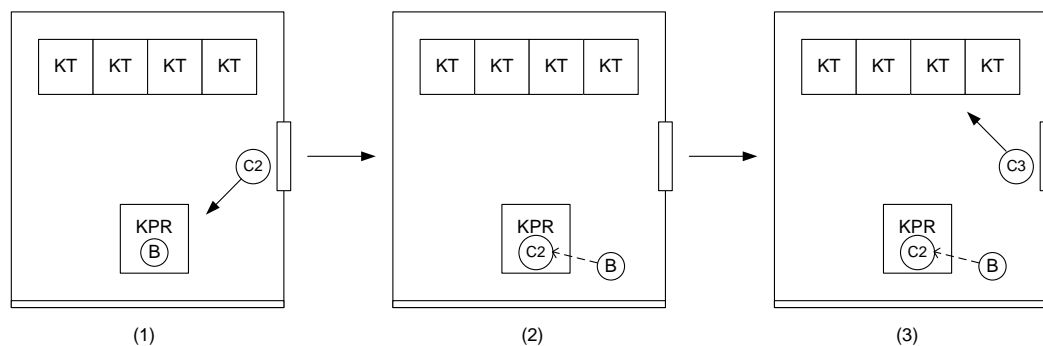 KT KT KT KT
C2
KPR
B
(1)
KT KT KT KT
KPR
C2
B
(2)
KT KT KT KT
C3
KPR
C2
B
(3)